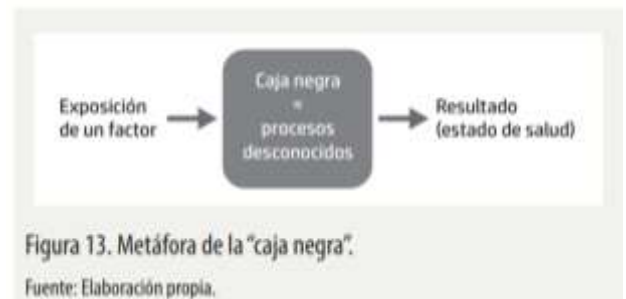 Exposición
de un factor
Caja negra
=
procesos
desconocidos
Resultado
(estado de salud)
Figura 13. Metáfora de la “caja negra”.
Fuente: Elaboración propia.